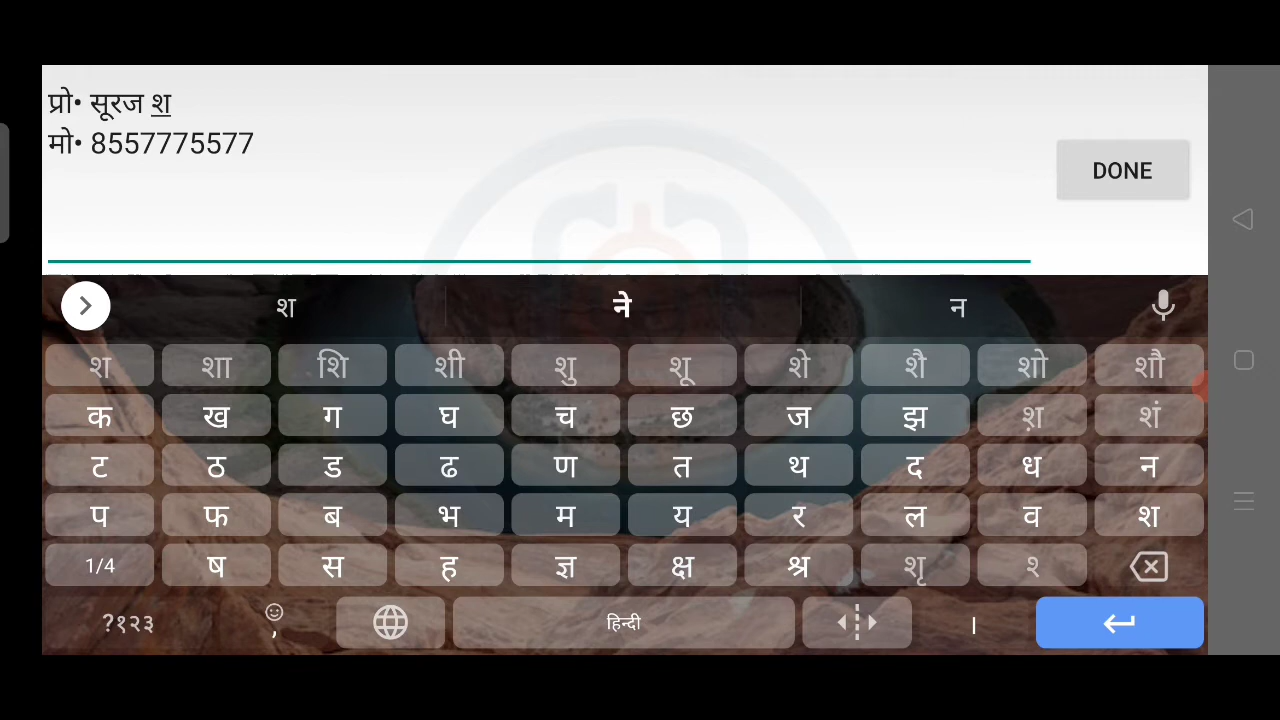 प्रो• सूरज श
मो• 8557775577
DONE
श ने न
श शा शि शी शु शू शे शै शो शौ
क ख ग घ च छ ज झ श़ शं
ट ठ ड ढ ण त थ द ध न
प फ ब भ म य र ल व श
1/4 ष स ह ज्ञ क्ष श्र शृ श्
?१२३ , हिन्दी ।